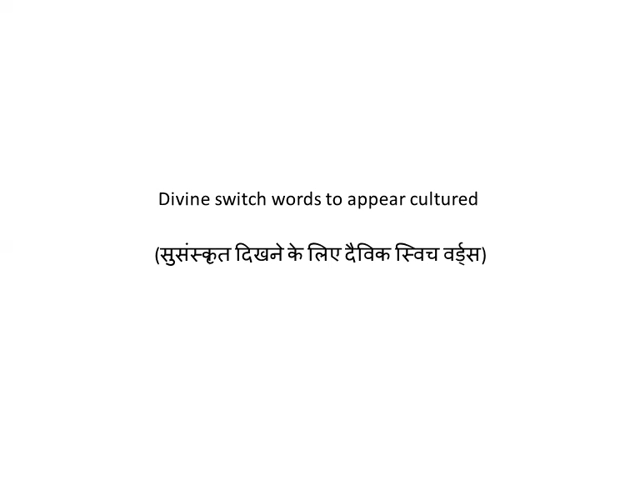 Divine switch words to appear cultured
(सुसंस्कृत दिखने के लिए दैविक स्विच वर्ड्स)